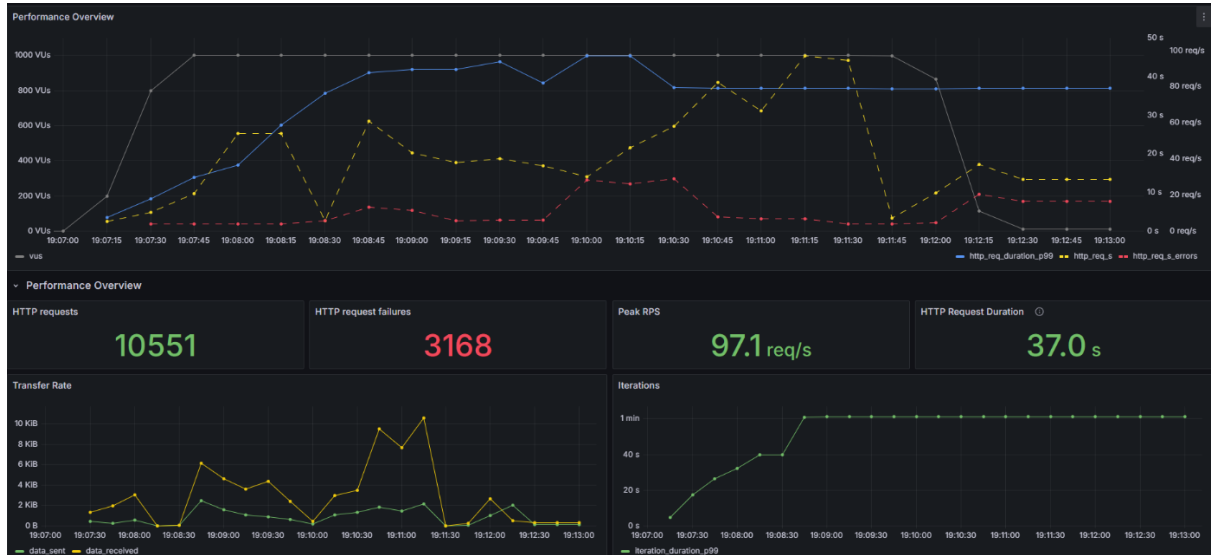 Performance Overview
50 s
1000 VUs
100 req/s
800 VUs
40 s
80 req/s
600 VUs
30 s
60 req/s
400 VUs
20 s
40 req/s
200 VUs
10 s
20 req/s
0 VUs
0 s
0 req/s
19:07:00 19:07:15 19:07:30 19:07:45 19:08:00 19:08:15 19:08:30 19:08:45 19:09:00 19:09:15 19:09:30 19:09:45 19:10:00 19:10:15 19:10:30 19:10:45 19:11:00 19:11:15 19:11:30 19:11:45 19:12:00 19:12:15 19:12:30 19:12:45 19:13:00
vus
http_req_duration_p99 http_req_s http_req_s_errors
Performance Overview
HTTP requests
10551
HTTP request failures
3168
Peak RPS
97.1 req/s
HTTP Request Duration
37.0 s
Transfer Rate
10 KiB
8 KiB
6 KiB
4 KiB
2 KiB
0 B
19:07:00 19:07:30 19:08:00 19:08:30 19:09:00 19:09:30 19:10:00 19:10:30 19:11:00 19:11:30 19:12:00 19:12:30 19:13:00
data_sent data_received
Iterations
1 min
40 s
20 s
0 s
19:07:00 19:07:30 19:08:00 19:08:30 19:09:00 19:09:30 19:10:00 19:10:30 19:11:00 19:11:30 19:12:00 19:12:30 19:13:00
iteration_duration_p99